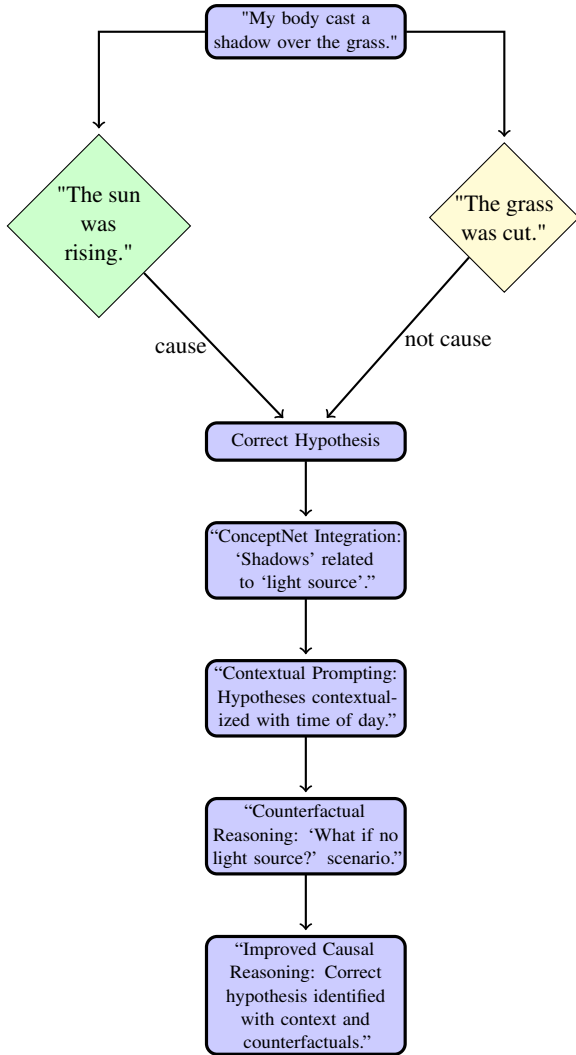 "My body cast a
shadow over the grass."
"The sun
was
rising."
"The grass
was cut."
cause
not cause
Correct Hypothesis
“ConceptNet Integration:
‘Shadows’ related
to ‘light source’.”
“Contextual Prompting:
Hypotheses contextual-
ized with time of day.”
“Counterfactual
Reasoning: ‘What if no
light source?’ scenario.”
“Improved Causal
Reasoning: Correct
hypothesis identified
with context and
counterfactuals.”